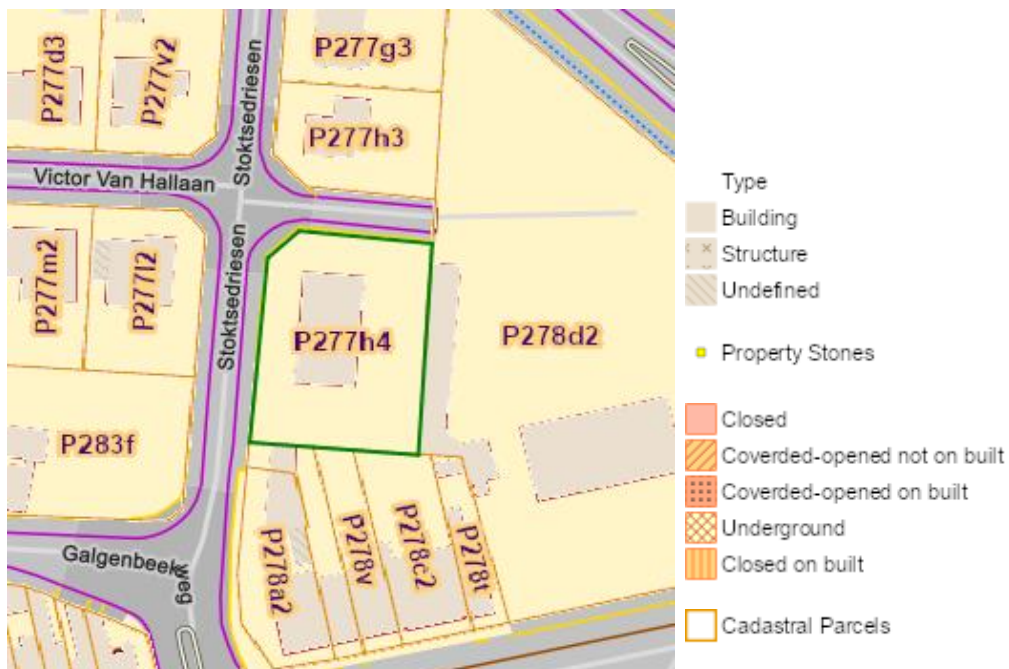 P277d3
P277v2
P277g3
P277h3
Stoktsedriesen
Victor Van Hallaan
P277m2
P277l2
Stoktsedriesen
P277h4
P278d2
P283f
Galgenbeekweg
P278a2
P278v
P278c2
P278t
Type
Building
Structure
Undefined
Property Stones
Closed
Coverded-opened not on built
Coverded-opened on built
Underground
Closed on built
Cadastral Parcels